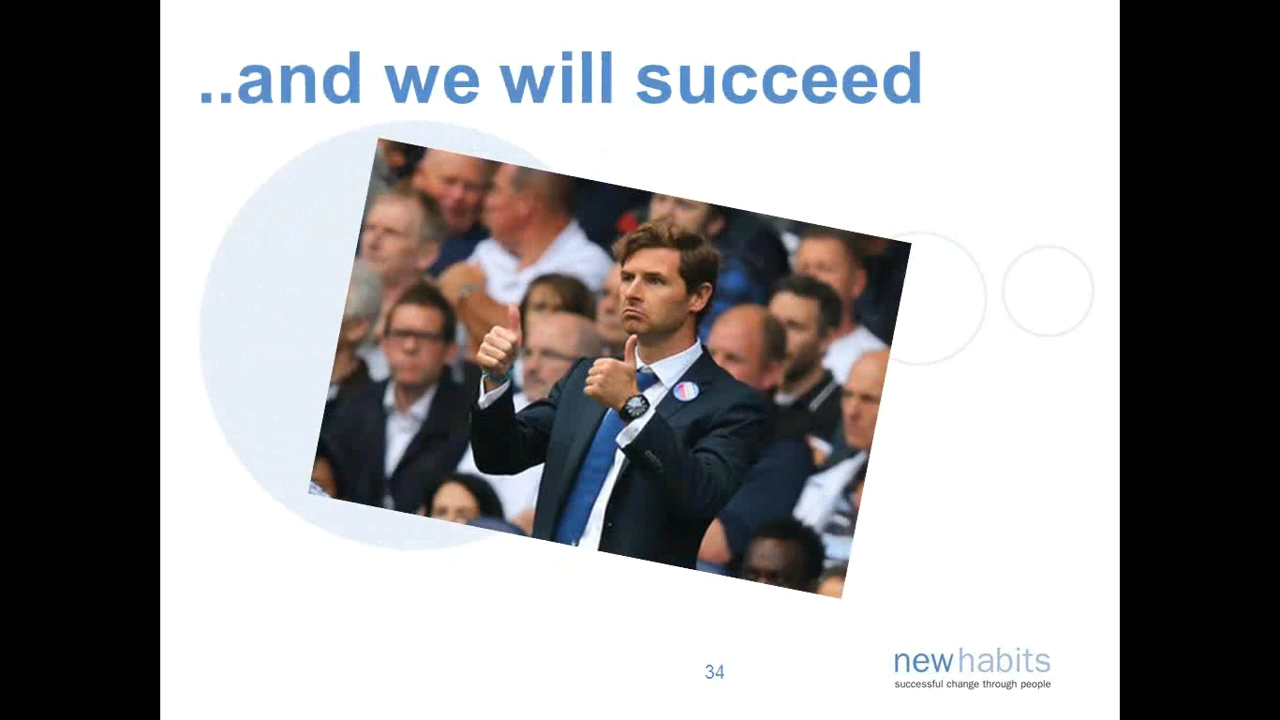 ..and we will succeed
34
newhabits
successful change through people